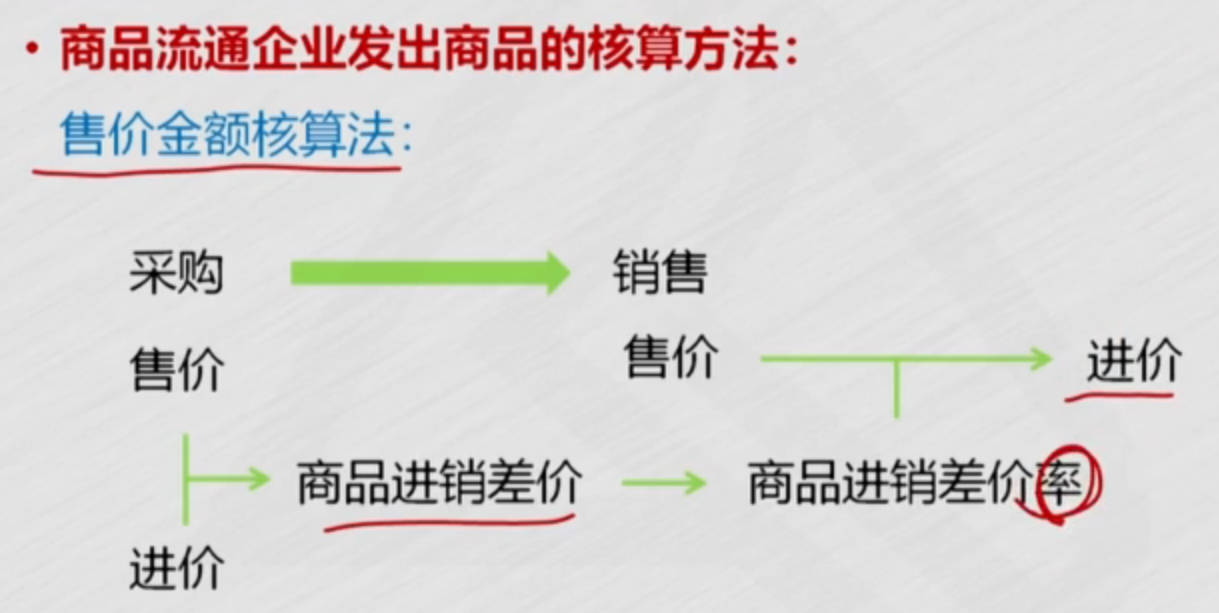 • 商品流通企业发出商品的核算方法：
售价金额核算法：
采购 销售
售价 售价 进价
商品进销差价 商品进销差价率
进价